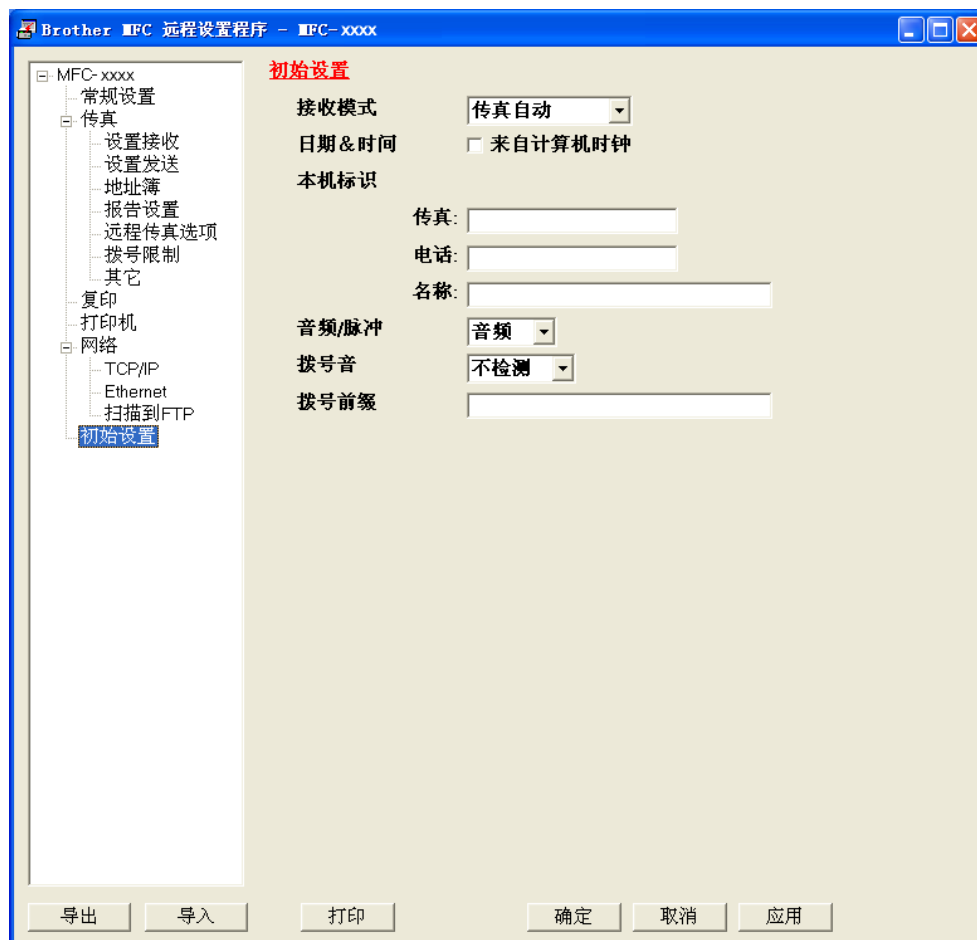 Brother MFC 远程设置程序 - MFC-xxxx
MFC-xxxx
常规设置
传真
设置接收
设置发送
地址簿
报告设置
远程传真选项
拨号限制
其它
复印
打印机
网络
TCP/IP
Ethernet
扫描到FTP
初始设置
初始设置
接收模式 传真自动
日期&时间 来自计算机时钟
本机标识
传真:
电话:
名称:
音频/脉冲 音频
拨号音 不检测
拨号前缀
导出 导入 打印 确定 取消 应用